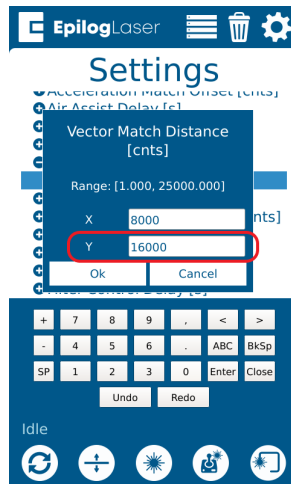 EpilogLaser
Settings
Acceleration Match Offset [cnts]
Air Assist Delay [s]
Vector Match Distance
[cnts]
Range: [1.000, 25000.000]
X 8000
nts]
Y 16000
Ok Cancel
+ 7 8 9 , < >
- 4 5 6 . ABC BkSp
SP 1 2 3 0 Enter Close
Undo Redo
Idle